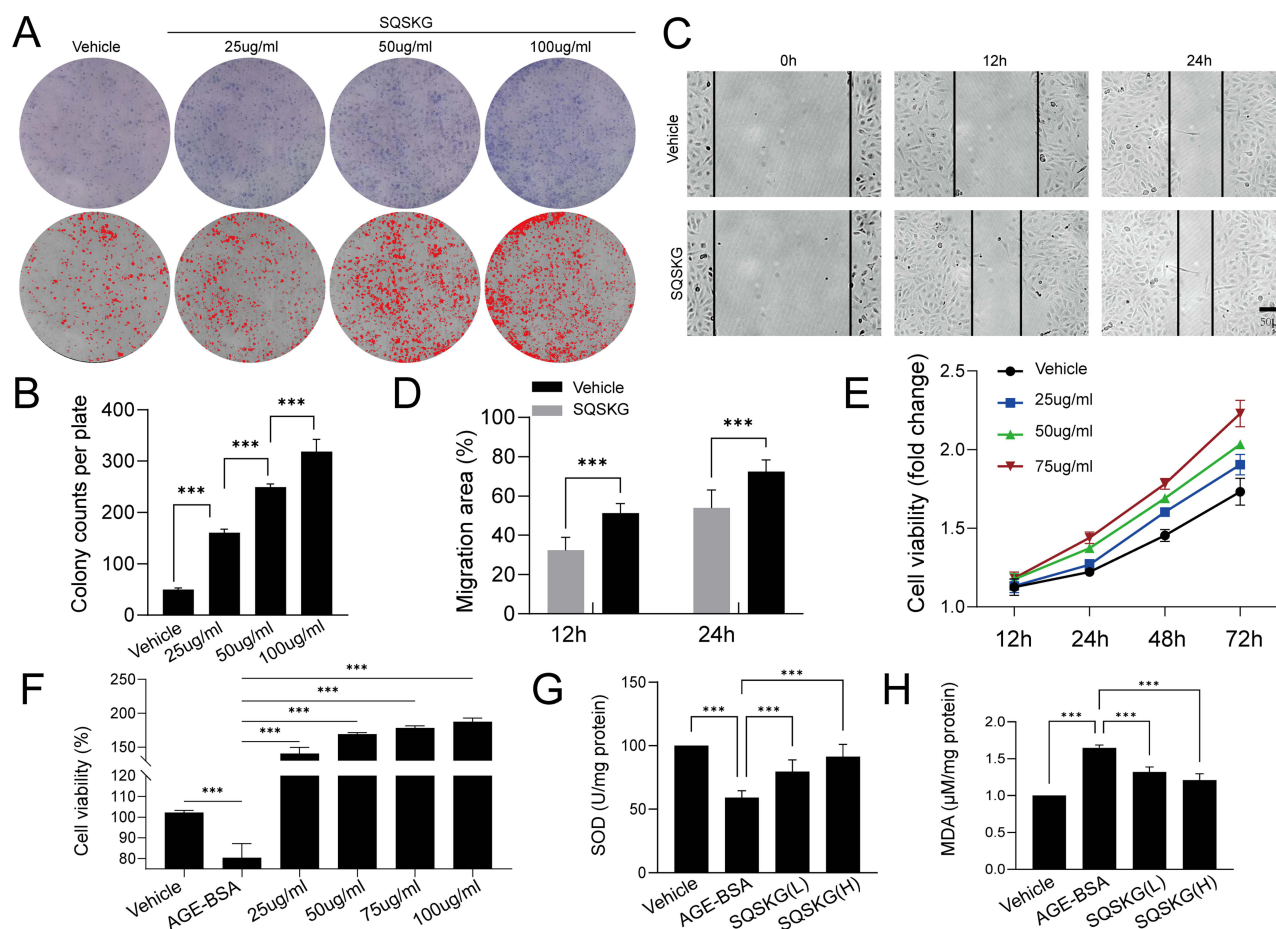 A
SQSKG
Vehicle
25ug/ml
50ug/ml
100ug/ml
C
0h
12h
24h
Vehicle
SQSKG
B
Colony counts per plate
400
300
200
100
0
***
***
***
Vehicle
25ug/ml
50ug/ml
100ug/ml
D
Vehicle
SQSKG
Migration area (%)
100
80
60
40
20
0
***
***
12h
24h
E
Vehicle
25ug/ml
50ug/ml
75ug/ml
Cell viability (fold change)
2.5
2.0
1.5
1.0
12h
24h
48h
72h
F
Cell viability (%)
250
200
150
120
120
110
100
90
80
***
***
***
***
***
Vehicle
AGE-BSA
25ug/ml
50ug/ml
75ug/ml
100ug/ml
G
SOD (U/mg protein)
150
100
50
0
***
***
***
Vehicle
AGE-BSA
SQSKG(L)
SQSKG(H)
H
MDA (μM/mg protein)
2.0
1.5
1.0
0.5
0.0
***
***
***
Vehicle
AGE-BSA
SQSKG(L)
SQSKG(H)